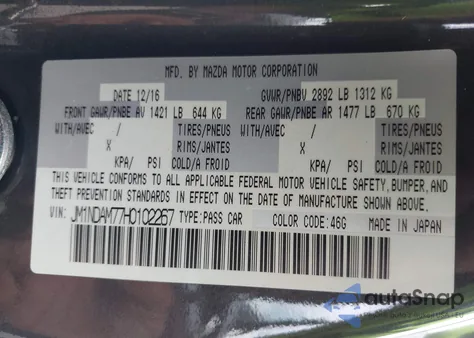 MFD. BY MAZDA MOTOR CORPORATION
DATE 12/16 GVWR/PNBV 2892 LB 1312 KG
FRONT GAWR/PNBE AV 1421 LB 644 KG REAR GAWR/PNBE AR 1477 LB 670 KG
WITH/AVEC / TIRES/PNEUS WITH/AVEC / TIRES/PNEUS
X RIMS/JANTES X RIMS/JANTES
KPA/ PSI COLD/A FROID KPA/ PSI COLD/A FROID
THIS VEHICLE CONFORMS TO ALL APPLICABLE FEDERAL MOTOR VEHICLE SAFETY, BUMPER, AND
THEFT PREVENTION STANDARDS IN EFFECT ON THE DATE OF MANUFACTURE SHOWN ABOVE.
VIN: JM1NDAM77H0102257 TYPE:PASS CAR COLOR CODE: 46G MADE IN JAPAN
autoSnap